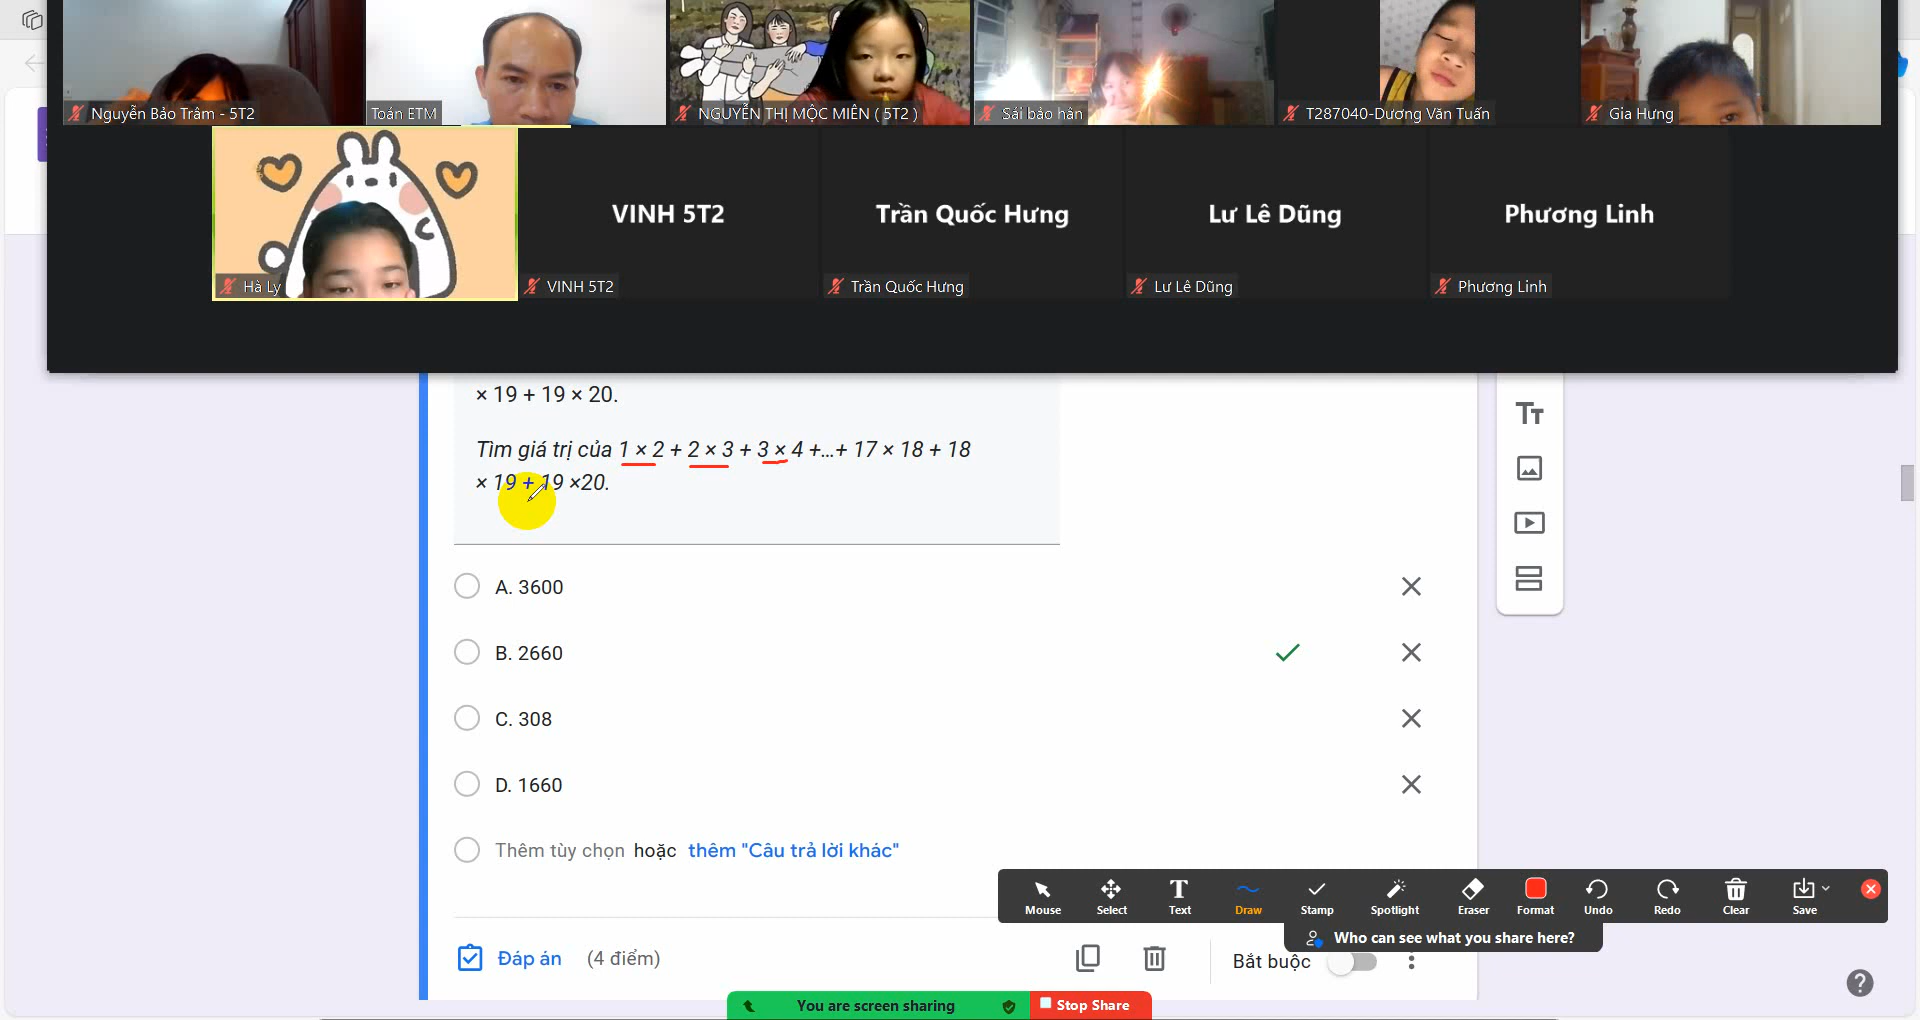 Nguyễn Bảo Trâm - 5T2
Toán ETM
NGUYỄN THỊ MỘC MIÊN ( 5T2 )
Sái bảo hân
T287040-Dương Văn Tuấn
Gia Hưng
VINH 5T2
Trần Quốc Hưng
Lư Lê Dũng
Phương Linh
Hà Ly
VINH 5T2
Trần Quốc Hưng
Lư Lê Dũng
Phương Linh
× 19 + 19 × 20.
Tìm giá trị của 1 × 2 + 2 × 3 + 3 × 4 +...+ 17 × 18 + 18
× 19 + 19 ×20.
A. 3600
B. 2660
C. 308
D. 1660
Thêm tùy chọn hoặc thêm "Câu trả lời khác"
Mouse
Select
Text
Draw
Stamp
Spotlight
Eraser
Format
Undo
Redo
Clear
Save
Who can see what you share here?
Đáp án (4 điểm)
Bắt buộc
You are screen sharing
Stop Share